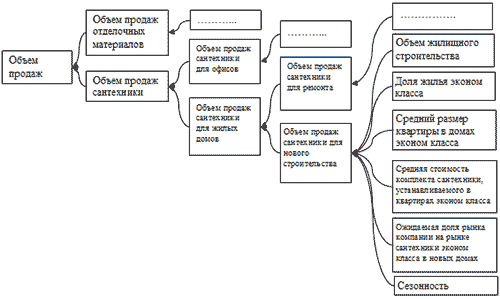 Объем
продаж
Объем продаж
отделочных
материалов
Объем продаж
сантехники
…………
Объем продаж
сантехники
для офисов
Объем продаж
сантехники
для жилых
домов
………...
Объем продаж
сантехники
для ремонта
Объем продаж
сантехники для
нового
строительства
…………….
Объем жилищного
строительства
Доля жилья эконом
класса
Средний размер
квартиры в домах
эконом класса
Средняя стоимость
комплекта сантехники,
устанавливаемого в
квартирах эконом класса
Ожидаемая доля рынка
компании на рынке
сантехники эконом
класса в новых домах
Сезонность